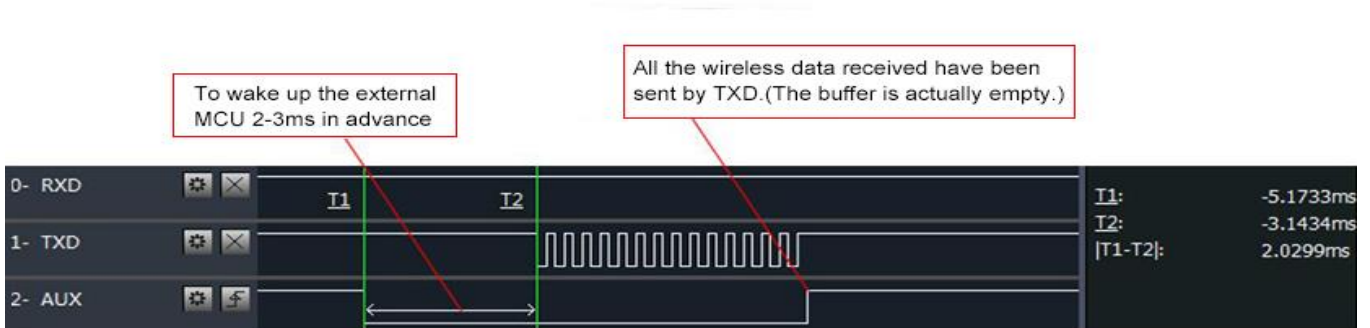 To wake up the external
MCU 2-3ms in advance
All the wireless data received have been
sent by TXD.(The buffer is actually empty.)
0- RXD
1- TXD
2- AUX
T1
T2
T1: -5.1733ms
T2: -3.1434ms
|T1-T2|: 2.0299ms